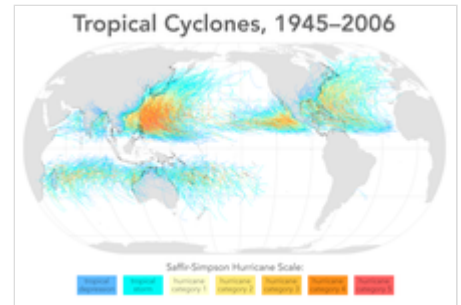 Tropical Cyclones, 1945–2006
Saffir-Simpson Hurricane Scale:
tropical depression
tropical storm
hurricane category 1
hurricane category 2
hurricane category 3
hurricane category 4
hurricane category 5